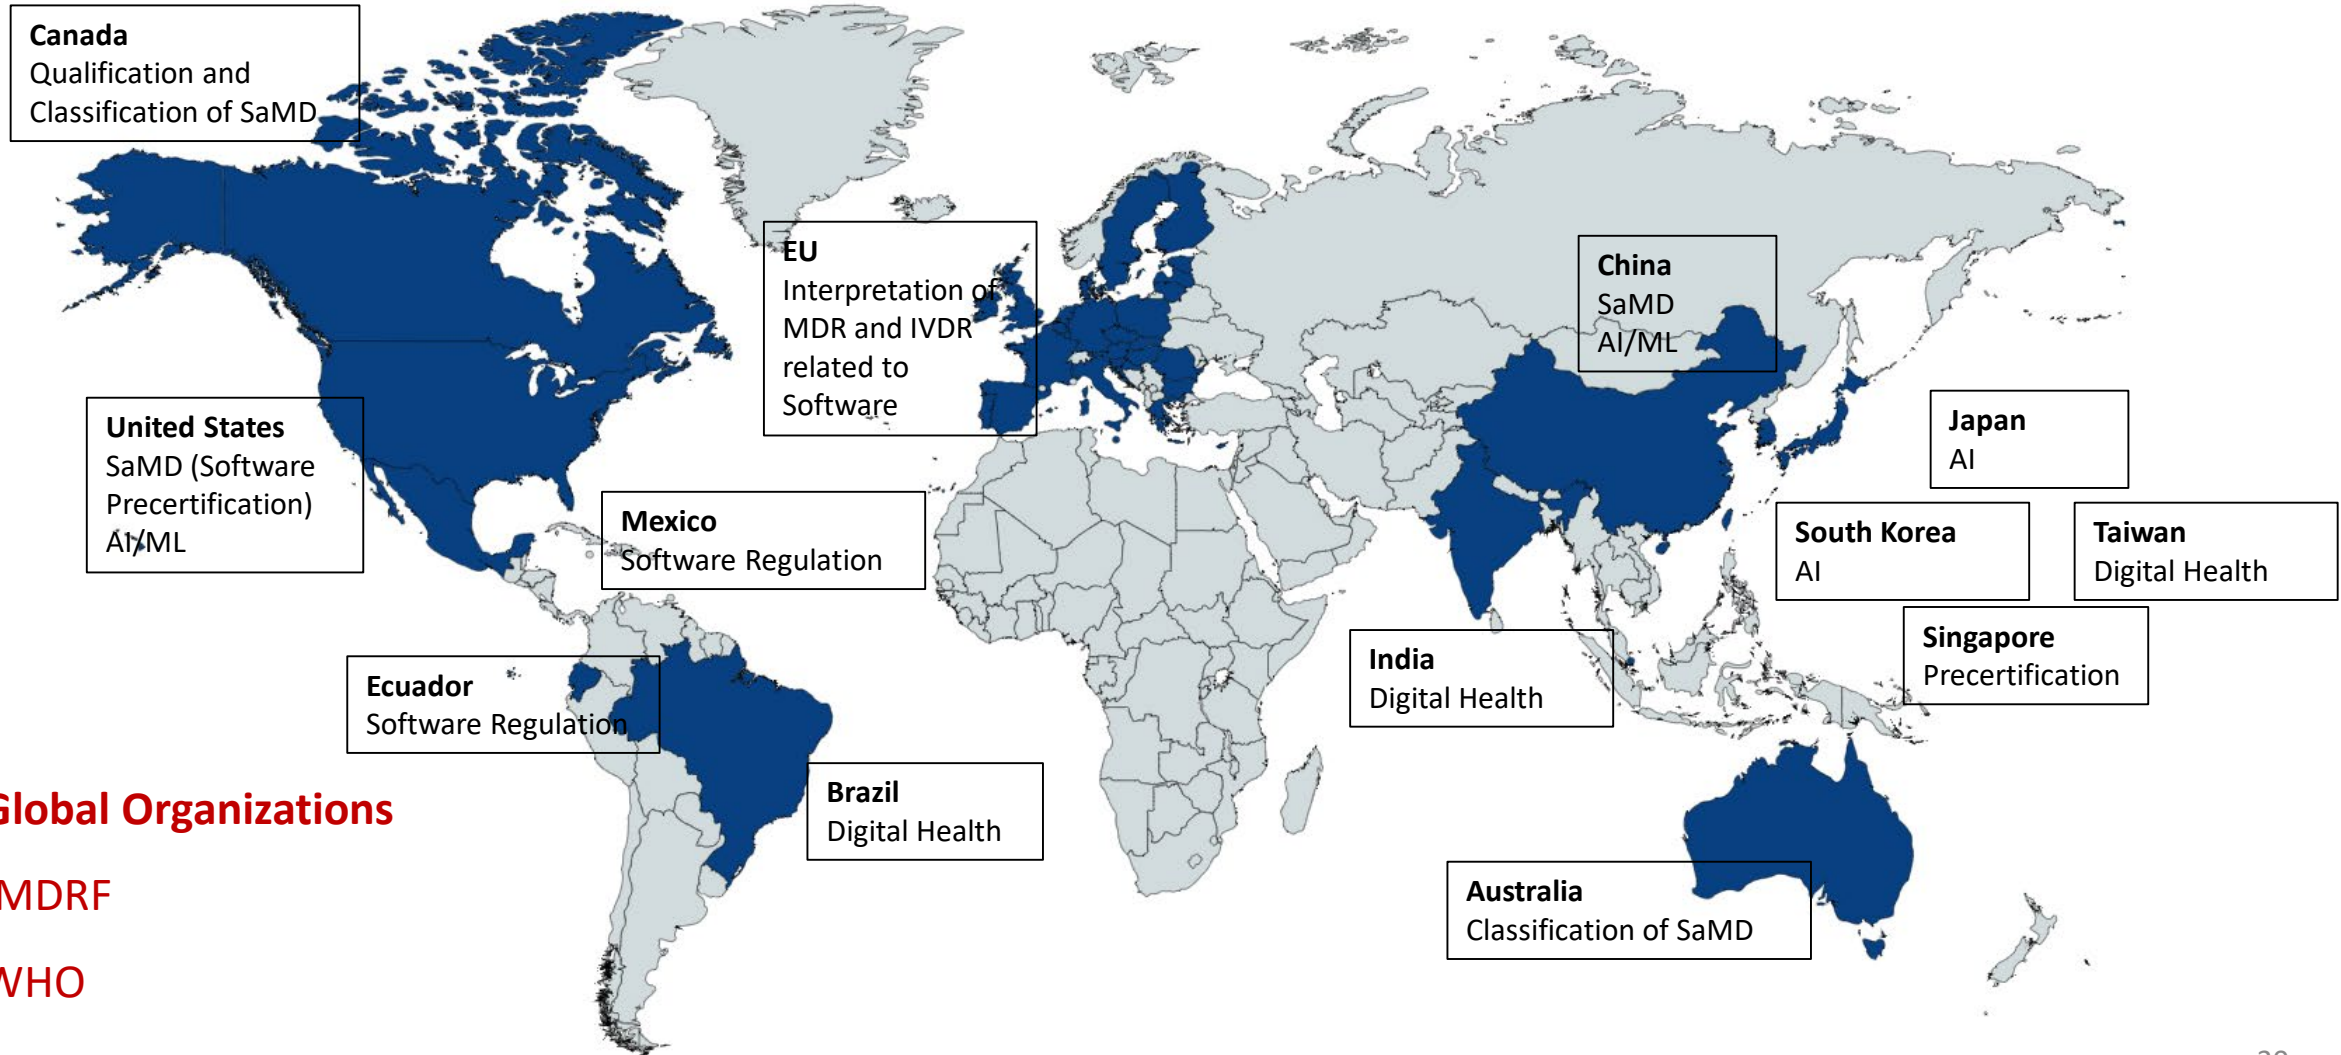 Canada
Qualification and
Classification of SaMD
EU
Interpretation of
MDR and IVDR
related to
Software
China
SaMD
AI/ML
United States
SaMD (Software
Precertification)
AI/ML
Japan
AI
Mexico
Software Regulation
South Korea
AI
Taiwan
Digital Health
Singapore
Precertification
India
Digital Health
Ecuador
Software Regulation
Brazil
Digital Health
Global Organizations
MDRF
WHO
Australia
Classification of SaMD